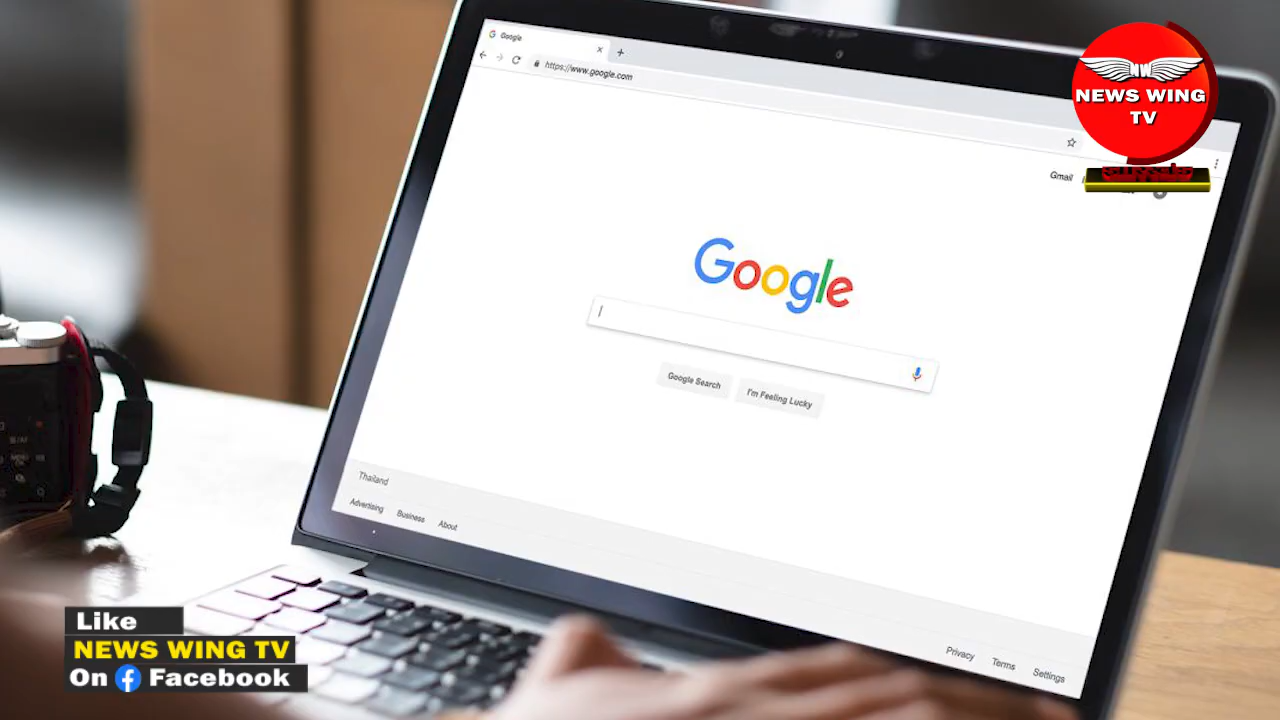 Google
https://www.google.com
NW
NEWS WING
TV
Gmail
Google
Google Search
I'm Feeling Lucky
Thailand
Advertising Business About
Privacy Terms Settings
Like
NEWS WING TV
On Facebook